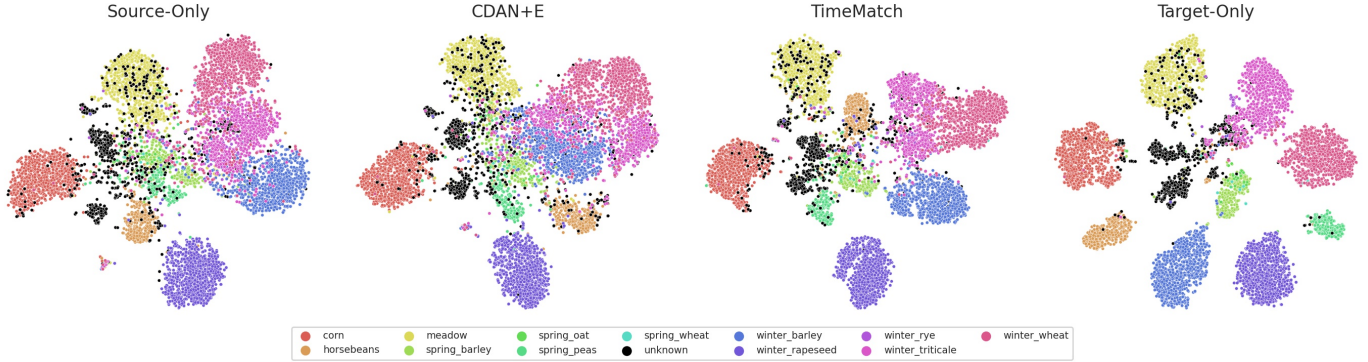 Source-Only CDAN+E TimeMatch Target-Only
corn meadow spring_oat spring_wheat winter_barley winter_rye winter_wheat
horsebeans spring_barley spring_peas unknown winter_rapeseed winter_triticale